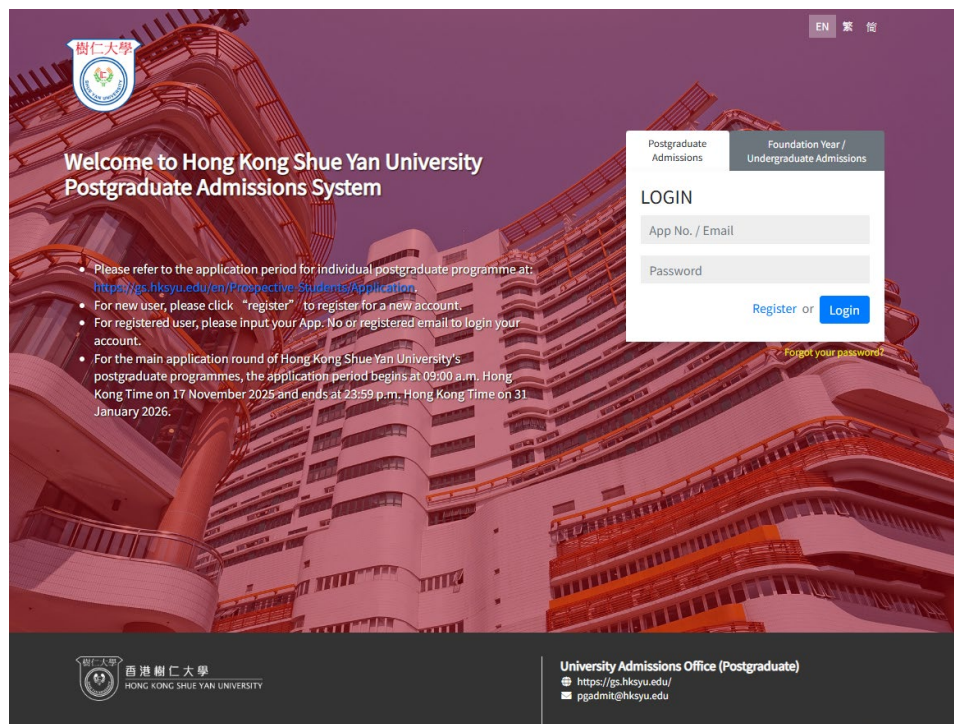 EN 繁 简
樹仁大學
SHUE YAN UNIVERSITY
Welcome to Hong Kong Shue Yan University
Postgraduate Admissions System
• Please refer to the application period for individual postgraduate programme at:
https://gs.hksyu.edu/en/Prospective-Students/Application.
• For new user, please click “register” to register for a new account.
• For registered user, please input your App. No or registered email to login your
account.
• For the main application round of Hong Kong Shue Yan University's
postgraduate programmes, the application period begins at 09:00 a.m. Hong
Kong Time on 17 November 2025 and ends at 23:59 p.m. Hong Kong Time on 31
January 2026.
Postgraduate
Admissions
Foundation Year /
Undergraduate Admissions
LOGIN
App No. / Email
Password
Register or Login
Forgot your password?
樹仁大學
香港樹仁大學
HONG KONG SHUE YAN UNIVERSITY
University Admissions Office (Postgraduate)
https://gs.hksyu.edu/
pgadmit@hksyu.edu